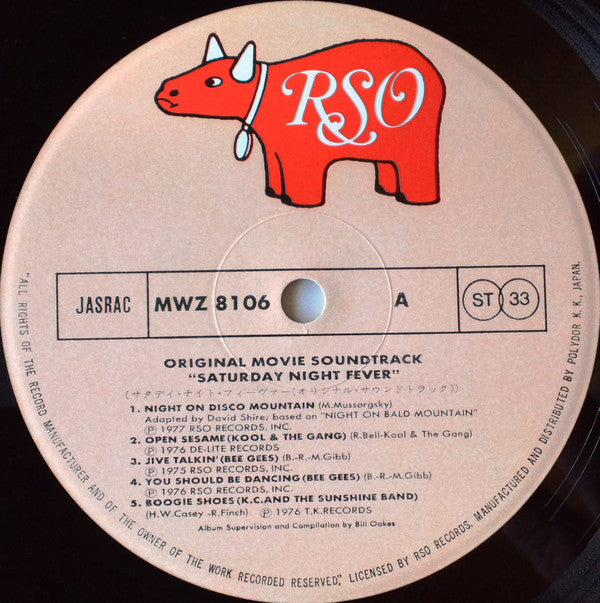 RSO
JASRAC
MWZ 8106
A
ST 33
ORIGINAL MOVIE SOUNDTRACK
"SATURDAY NIGHT FEVER"
(サタデイ・ナイト・フィーヴァー(オリジナル・サウンドトラック))
1. NIGHT ON DISCO MOUNTAIN (M.Mussorgsky)
Adapted by David Shire; based on "NIGHT ON BALD MOUNTAIN"
Ⓟ 1977 RSO RECORDS, INC.
2. OPEN SESAME (KOOL & THE GANG) (R.Bell-Kool & The Gang)
Ⓟ 1976 DE-LITE RECORDS
3. JIVE TALKIN' (BEE GEES) (B.-R.-M.Gibb)
Ⓟ 1975 RSO RECORDS, INC.
4. YOU SHOULD BE DANCING (BEE GEES) (B.-R.-M.Gibb)
Ⓟ 1976 RSO RECORDS, INC.
5. BOOGIE SHOES (K.C.AND THE SUNSHINE BAND)
(H.W.Casey -R.Finch) Ⓟ 1976 T.K.RECORDS
Album Supervision and Compilation by Bill Oakes
"ALL RIGHTS OF THE RECORD MANUFACTURER AND OF THE OWNER OF THE WORK RECORDED RESERVED", LICENSED BY RSO RECORDS, MANUFACTURED AND DISTRIBUTED BY POLYDOR K. K., JAPAN.